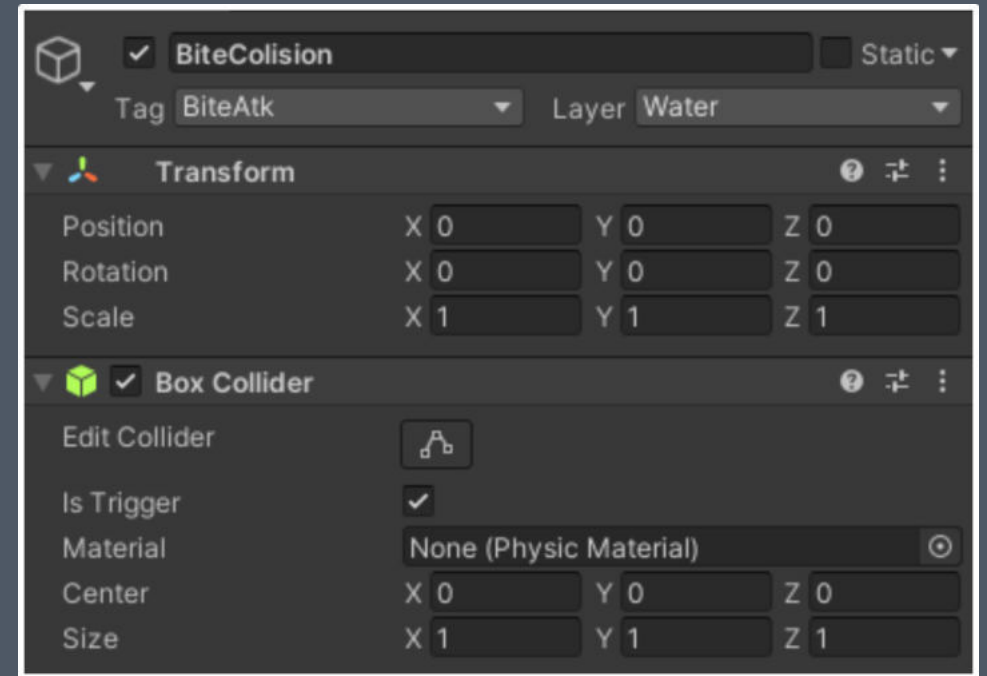 BiteColision Static
Tag BiteAtk Layer Water
Transform
Position X 0 Y 0 Z 0
Rotation X 0 Y 0 Z 0
Scale X 1 Y 1 Z 1
Box Collider
Edit Collider
Is Trigger
Material None (Physic Material)
Center X 0 Y 0 Z 0
Size X 1 Y 1 Z 1